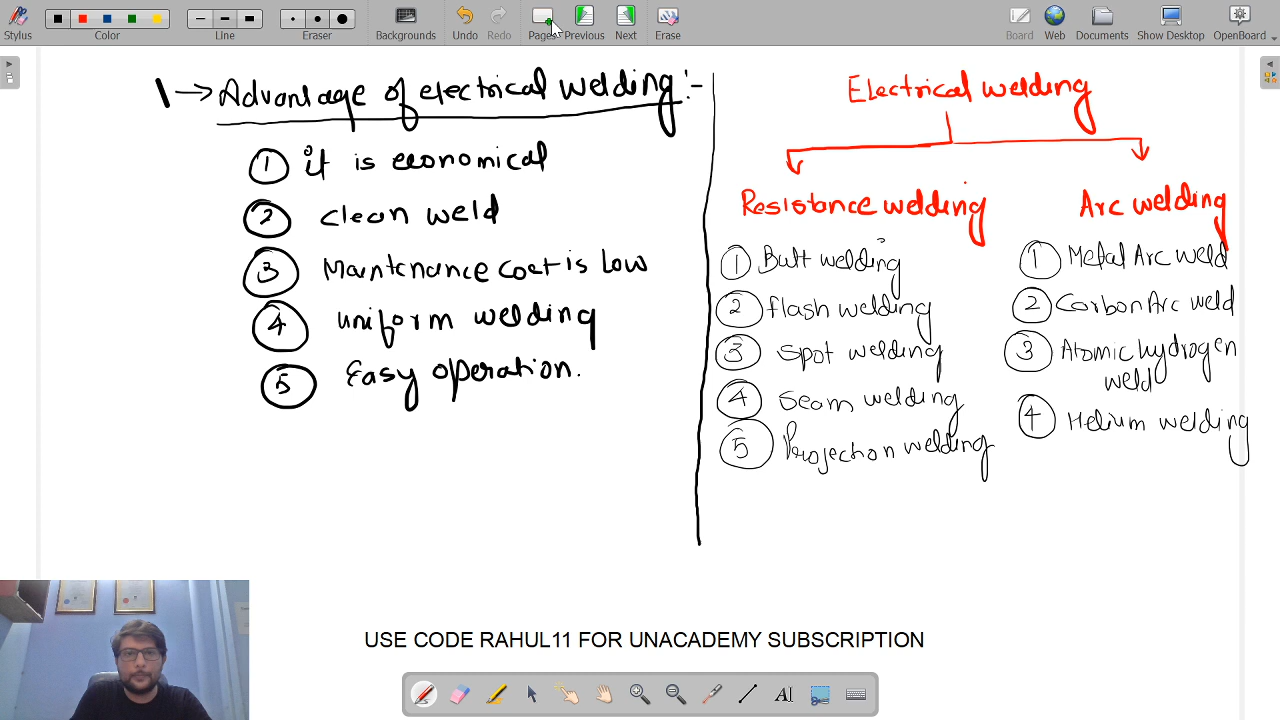 Stylus
Color
Line
Eraser
Backgrounds
Undo
Redo
Pages
Previous
Next
Erase
Board
Web
Documents
Show Desktop
OpenBoard
1 → Advantage of electrical welding :-
① it is economical
② clean weld
③ Maintenance cost is low
④ uniform welding
⑤ Easy operation.
Electrical welding
Resistance welding
① Butt welding
② flash welding
③ Spot welding
④ Seam welding
⑤ Projection welding
Arc welding
① Metal Arc weld
② Carbon Arc weld
③ Atomic hydrogen
weld
④ Helium welding
USE CODE RAHUL11 FOR UNACADEMY SUBSCRIPTION